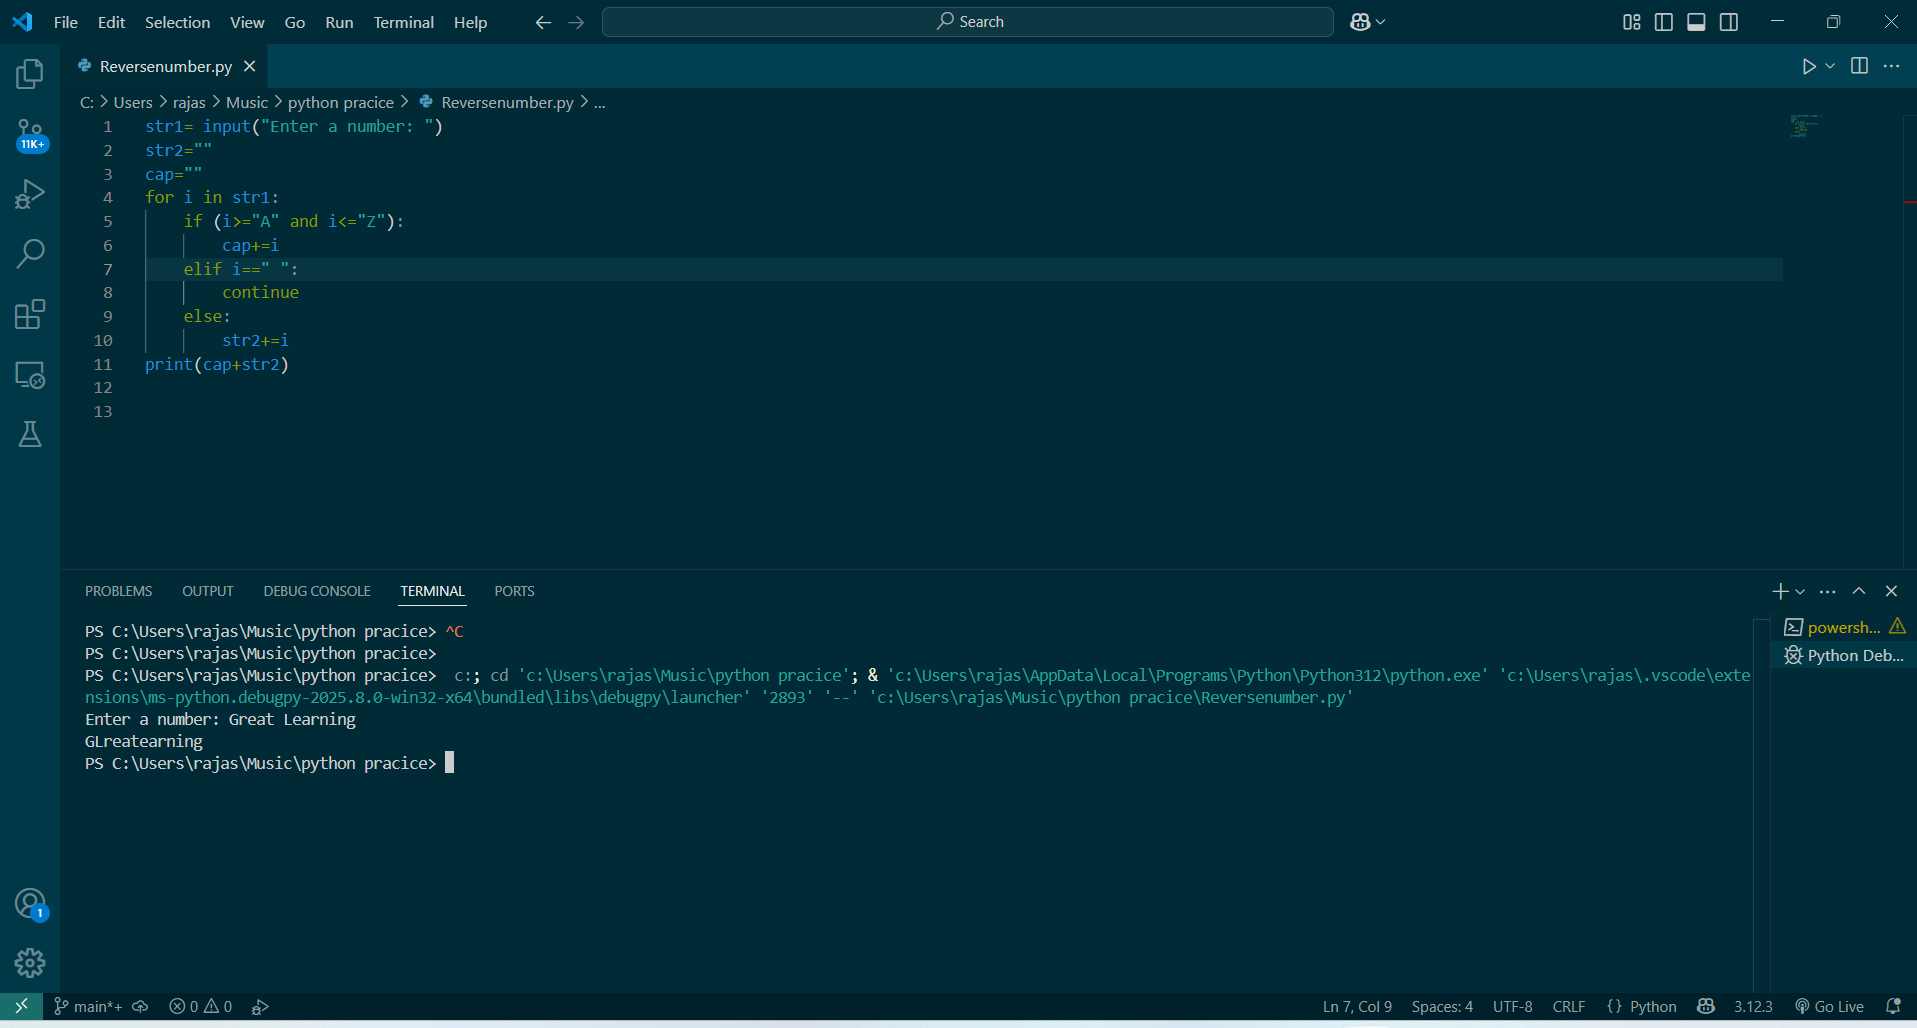 File Edit Selection View Go Run Terminal Help Search
Reversenumber.py
C: > Users > rajas > Music > python pracice > Reversenumber.py > ...
11K+
1 str1= input("Enter a number: ")
2 str2=""
3 cap=""
4 for i in str1:
5 if (i>="A" and i<="Z"):
6 cap+=i
7 elif i==" ":
8 continue
9 else:
10 str2+=i
11 print(cap+str2)
12
13
PROBLEMS OUTPUT DEBUG CONSOLE TERMINAL PORTS
PS C:\Users\rajas\Music\python pracice> ^C
PS C:\Users\rajas\Music\python pracice>
PS C:\Users\rajas\Music\python pracice>  c:; cd 'c:\Users\rajas\Music\python pracice'; & 'c:\Users\rajas\AppData\Local\Programs\Python\Python312\python.exe' 'c:\Users\rajas\.vscode\exte
nsions\ms-python.debugpy-2025.8.0-win32-x64\bundled\libs\debugpy\launcher' '2893' '--' 'c:\Users\rajas\Music\python pracice\Reversenumber.py'
Enter a number: Great Learning
GLreatearning
PS C:\Users\rajas\Music\python pracice>
powersh...
Python Deb...
1
main*+ 0 0 Ln 7, Col 9 Spaces: 4 UTF-8 CRLF {} Python 3.12.3 Go Live